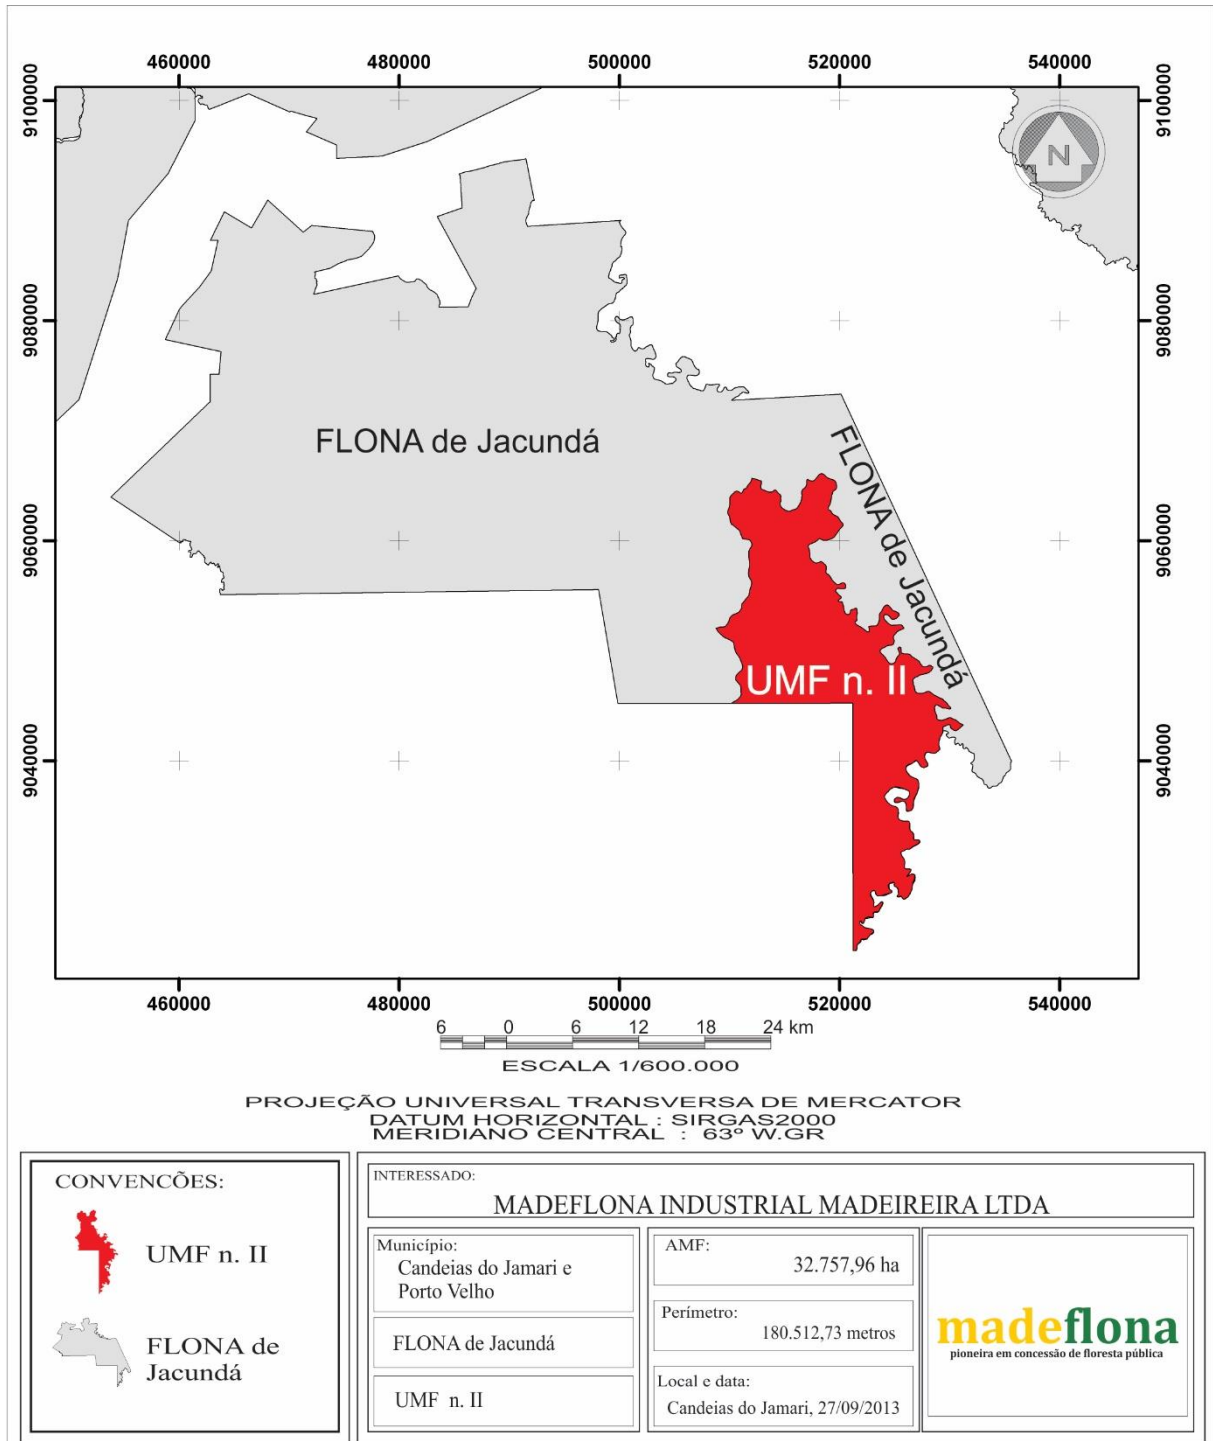 460000 480000 500000 520000 540000
9100000 9100000
N
9080000 9080000
FLONA de Jacundá
FLONA de Jacundá
9060000 9060000
UMF n. II
9040000 9040000
460000 480000 500000 520000 540000
6 0 6 12 18 24 km
ESCALA 1/600.000
PROJEÇÃO UNIVERSAL TRANSVERSA DE MERCATOR
DATUM HORIZONTAL : SIRGAS2000
MERIDIANO CENTRAL : 63º W.GR
CONVENCÕES:
UMF n. II
FLONA de
Jacundá
INTERESSADO:
MADEFLONA INDUSTRIAL MADEIREIRA LTDA
Município:
Candeias do Jamari e
Porto Velho
FLONA de Jacundá
UMF n. II
AMF:
32.757,96 ha
Perímetro:
180.512,73 metros
Local e data:
Candeias do Jamari, 27/09/2013
madeflona
pioneira em concessão de floresta pública